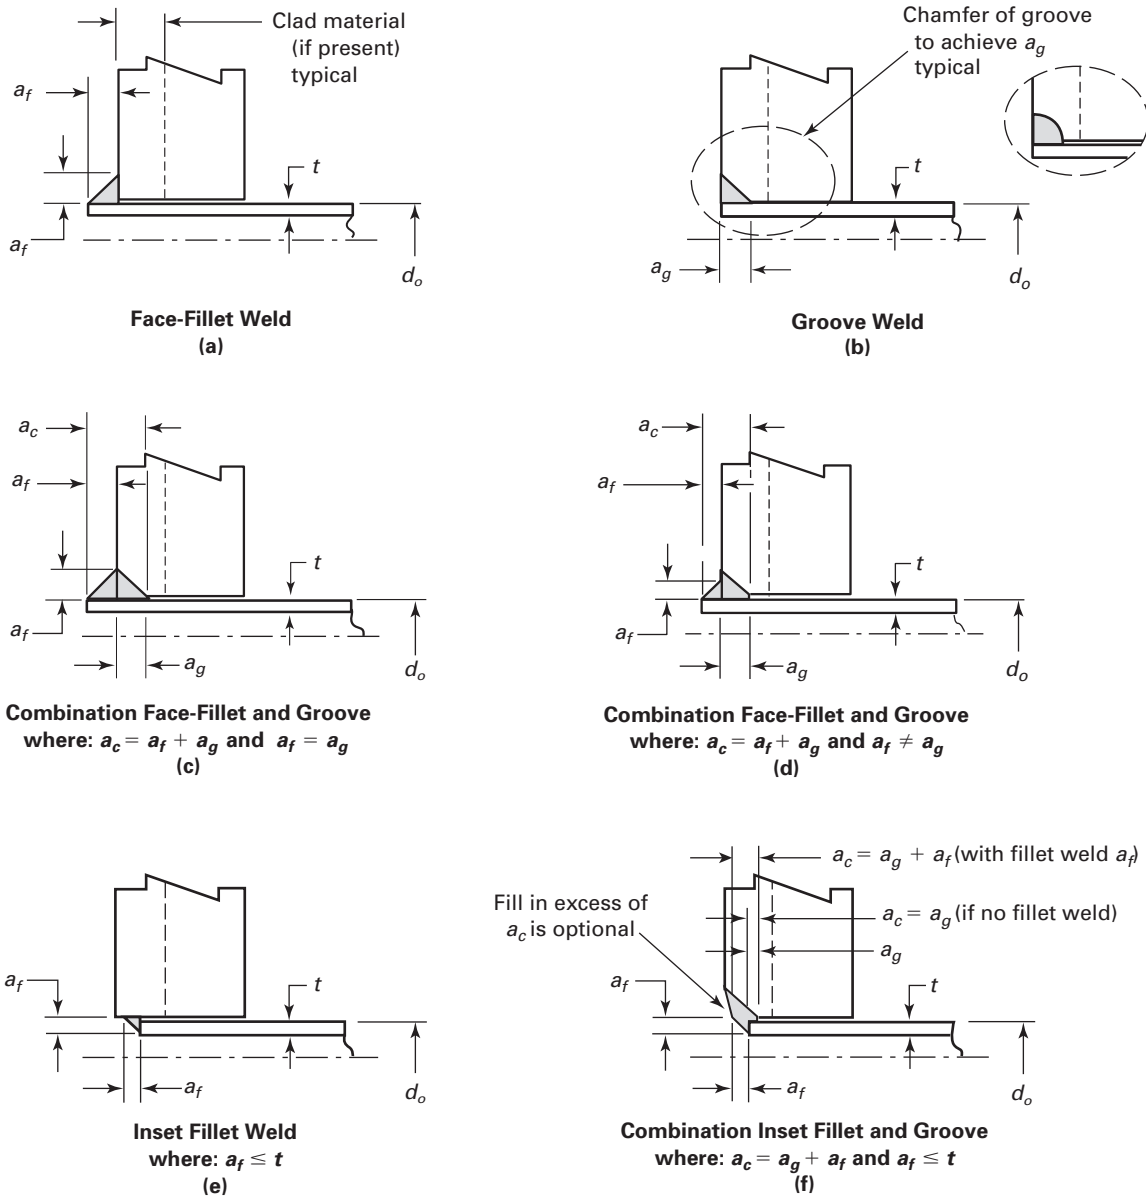 Clad material
(if present)
typical
a_f
t
a_f
d_o
Face-Fillet Weld
(a)
Chamfer of groove
to achieve a_g
typical
t
a_g
d_o
Groove Weld
(b)
a_c
a_f
t
a_f
a_g
d_o
Combination Face-Fillet and Groove
where: a_c = a_f + a_g and a_f = a_g
(c)
a_c
a_f
t
a_f
a_g
d_o
Combination Face-Fillet and Groove
where: a_c = a_f + a_g and a_f ≠ a_g
(d)
a_f
t
a_f
d_o
Inset Fillet Weld
where: a_f ≤ t
(e)
a_c = a_g + a_f (with fillet weld a_f)
Fill in excess of
a_c is optional
a_c = a_g (if no fillet weld)
a_g
a_f
t
a_f
d_o
Combination Inset Fillet and Groove
where: a_c = a_g + a_f and a_f ≤ t
(f)